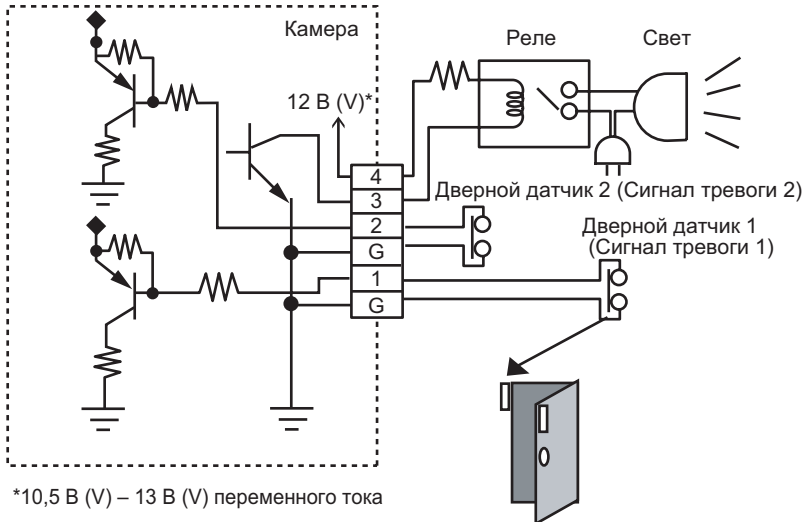 Камера
Реле
Свет
12 В (V)*
4
3
2
G
1
G
Дверной датчик 2 (Сигнал тревоги 2)
Дверной датчик 1
(Сигнал тревоги 1)
*10,5 В (V) – 13 В (V) переменного тока